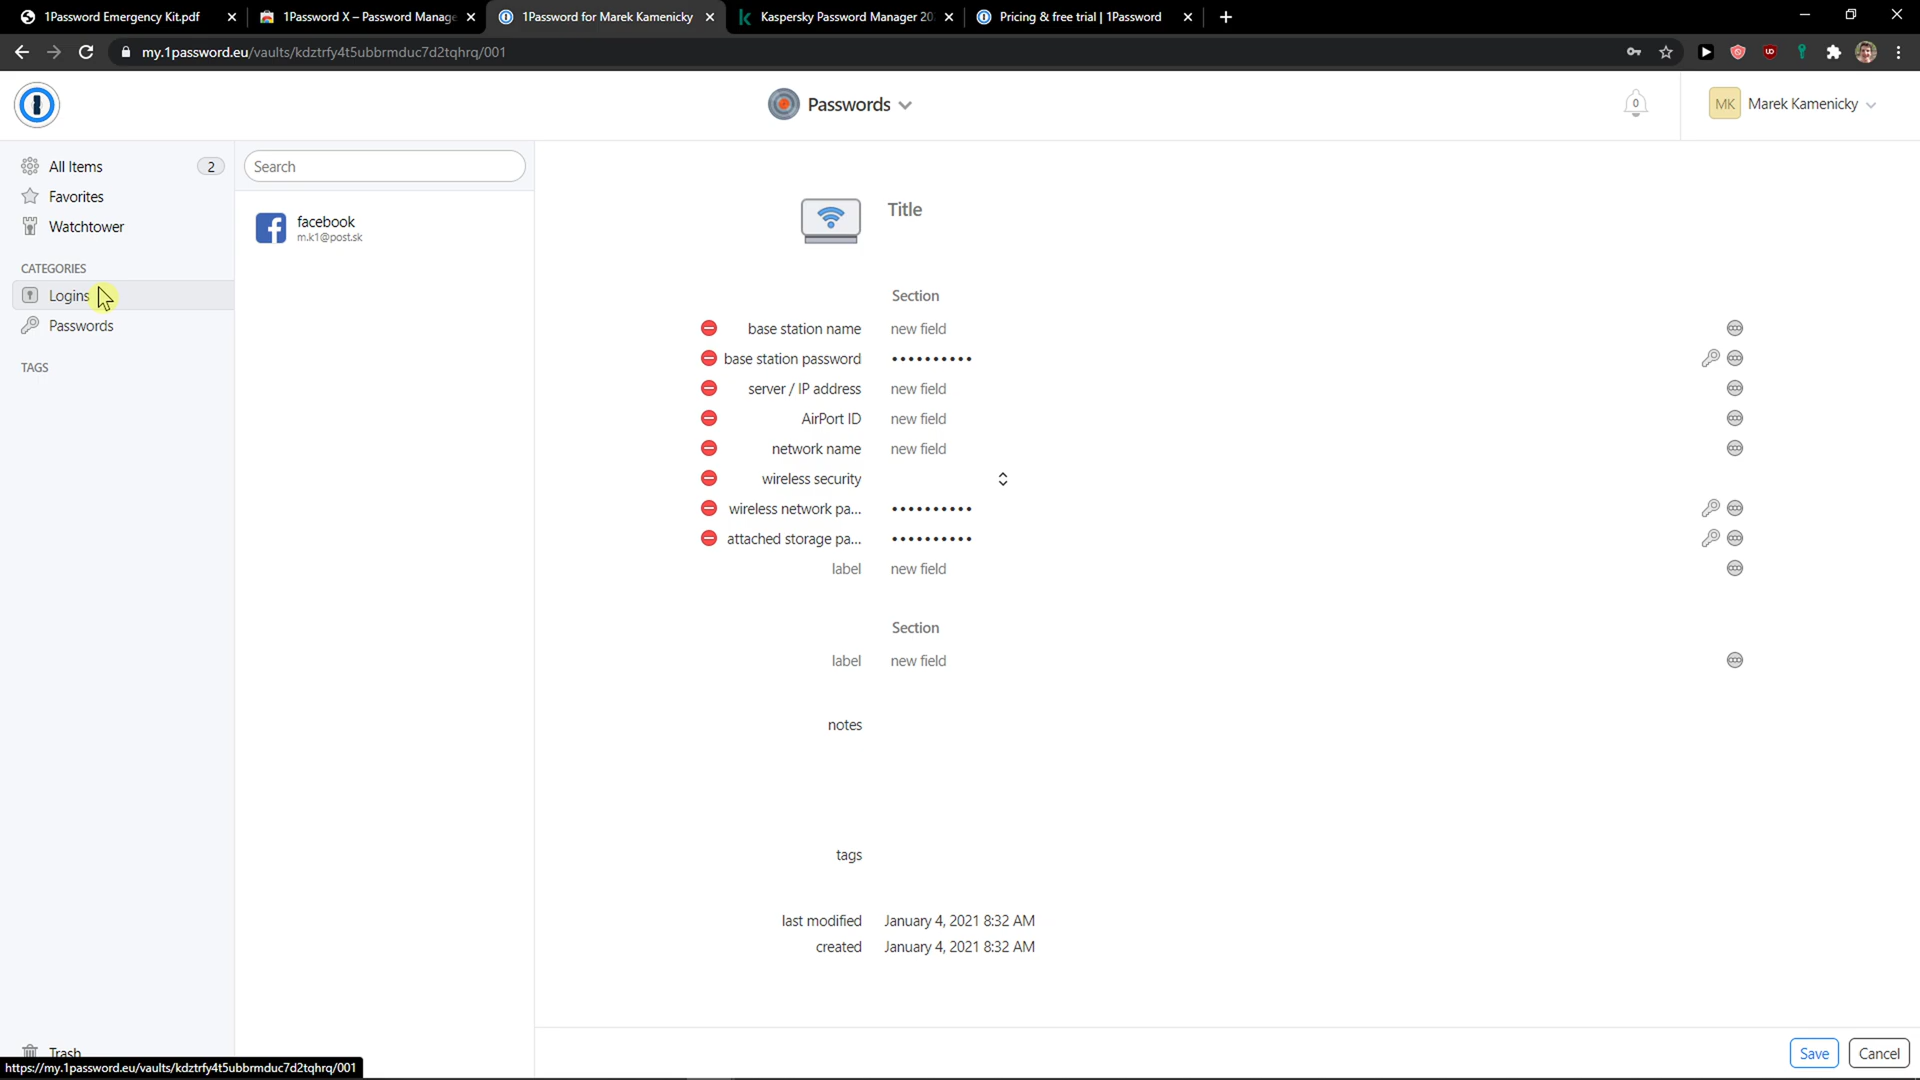 1Password Emergency Kit.pdf
1Password X – Password Manage
1Password for Marek Kamenicky
Kaspersky Password Manager 20
Pricing & free trial | 1Password
my.1password.eu/vaults/kdztrfy4t5ubbrmduc7d2tqhrq/001
Passwords
0
MK
Marek Kamenicky
All Items
2
Favorites
Watchtower
CATEGORIES
Logins
Passwords
TAGS
Trash
Search
facebook
m.k1@post.sk
Title
Section
base station name new field
base station password ••••••••••
server / IP address new field
AirPort ID new field
network name new field
wireless security
wireless network pa... ••••••••••
attached storage pa... ••••••••••
label new field
Section
label new field
notes
tags
last modified January 4, 2021 8:32 AM
created January 4, 2021 8:32 AM
Save
Cancel
https://my.1password.eu/vaults/kdztrfy4t5ubbrmduc7d2tqhrq/001